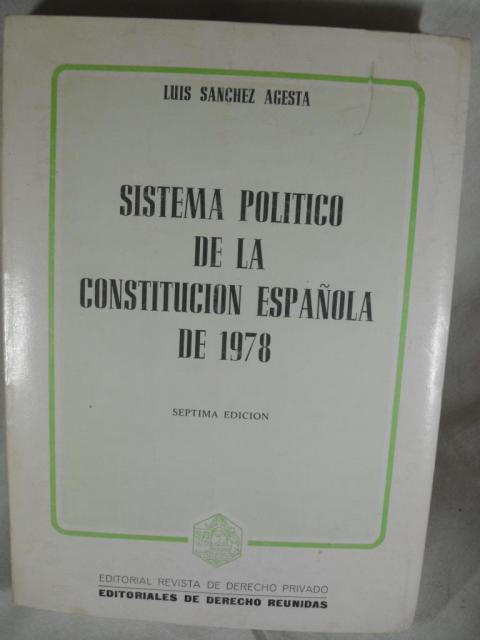 LUIS SANCHEZ AGESTA
SISTEMA POLITICO
DE LA
CONSTITUCION ESPAÑOLA
DE 1978
SEPTIMA EDICION
EDITORIAL REVISTA DE DERECHO PRIVADO
EDITORIALES DE DERECHO REUNIDAS